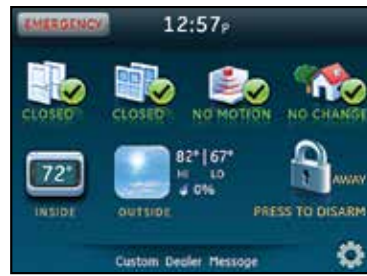 EMERGENCY 12:57P
CLOSED CLOSED NO MOTION NO CHANGE
72° 82° | 67°
HI LO
0% AWAY
INSIDE OUTSIDE PRESS TO DISARM
Custom Dealer Message